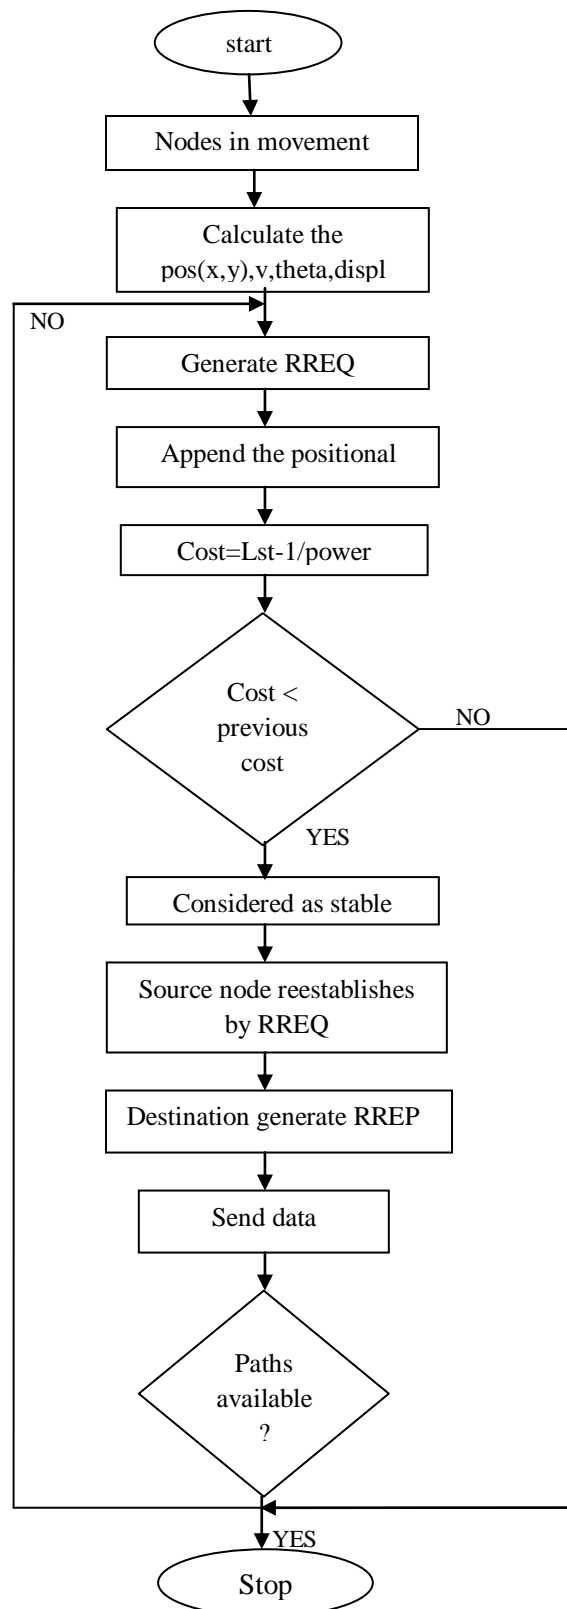 start
Nodes in movement
Calculate the
pos(x,y),v,theta,displ
NO
Generate RREQ
Append the positional
Cost=Lst-1/power
Cost <
previous
cost
NO
YES
Considered as stable
Source node reestablishes
by RREQ
Destination generate RREP
Send data
Paths
available
?
YES
Stop